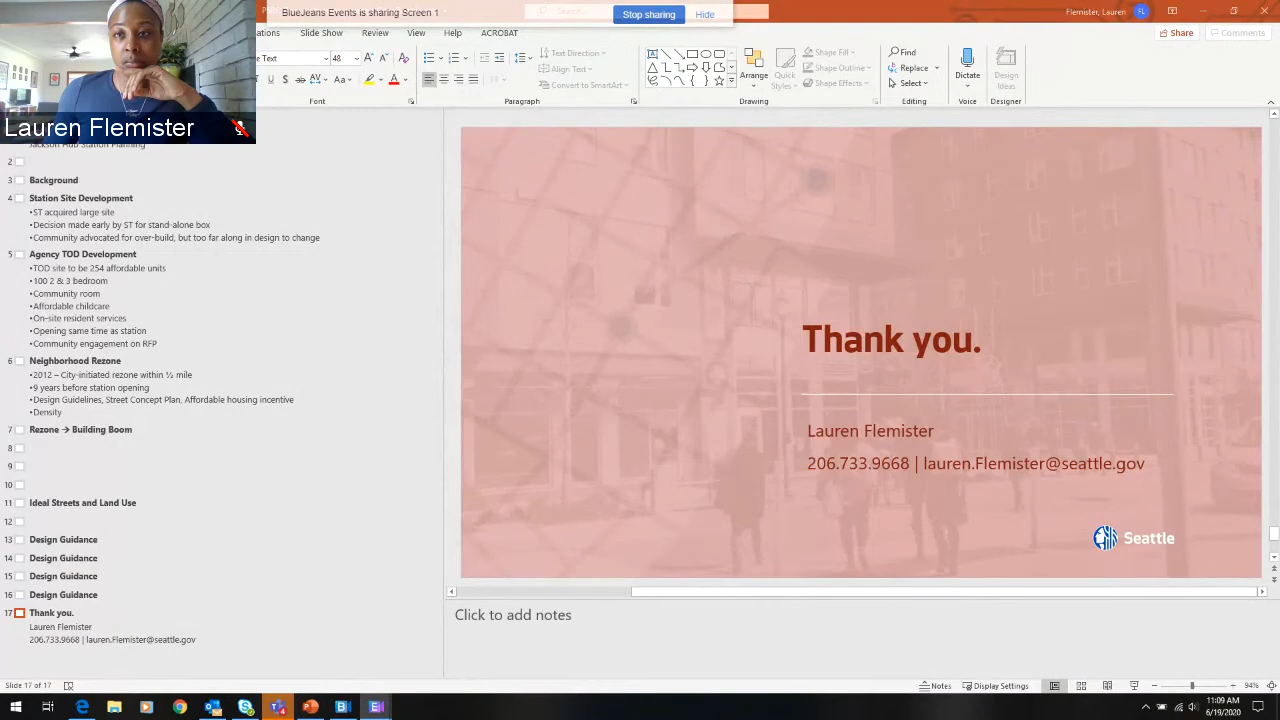 BlueJeans Events is sharing Screen 1
Stop sharing
Hide
Search
Flemister, Lauren
FL
ations
Slide Show
Review
View
Help
ACROBAT
Share
Comments
Text
48
Text Direction
Align Text
Convert to SmartArt
Arrange
Quick
Styles
Shape Fill
Shape Outline
Shape Effects
Find
Replace
Select
Dictate
Design
Ideas
Font
Paragraph
Drawing
Editing
Voice
Designer
Lauren Flemister
Jackson Hub Station Planning
2
3 Background
4 Station Site Development
•ST acquired large site
•Decision made early by ST for stand-alone box
•Community advocated for over-build, but too far along in design to change
5 Agency TOD Development
•TOD site to be 254 affordable units
•100 2 & 3 bedroom
•Community room
•Affordable childcare
•On-site resident services
•Opening same time as station
•Community engagement on RFP
6 Neighborhood Rezone
•2012 – City-initiated rezone within ½ mile
•9 years before station opening
•Design Guidelines, Street Concept Plan, Affordable housing incentive
•Density
7 Rezone → Building Boom
8
9
10
11 Ideal Streets and Land Use
12
13 Design Guidance
14 Design Guidance
15 Design Guidance
16 Design Guidance
17 Thank you.
Lauren Flemister
206.733.9668 | lauren.Flemister@seattle.gov
Thank you.
Lauren Flemister
206.733.9668 | lauren.Flemister@seattle.gov
Seattle
Click to add notes
Slide 17 of 17
Notes
Display Settings
94%
11:09 AM
6/19/2020